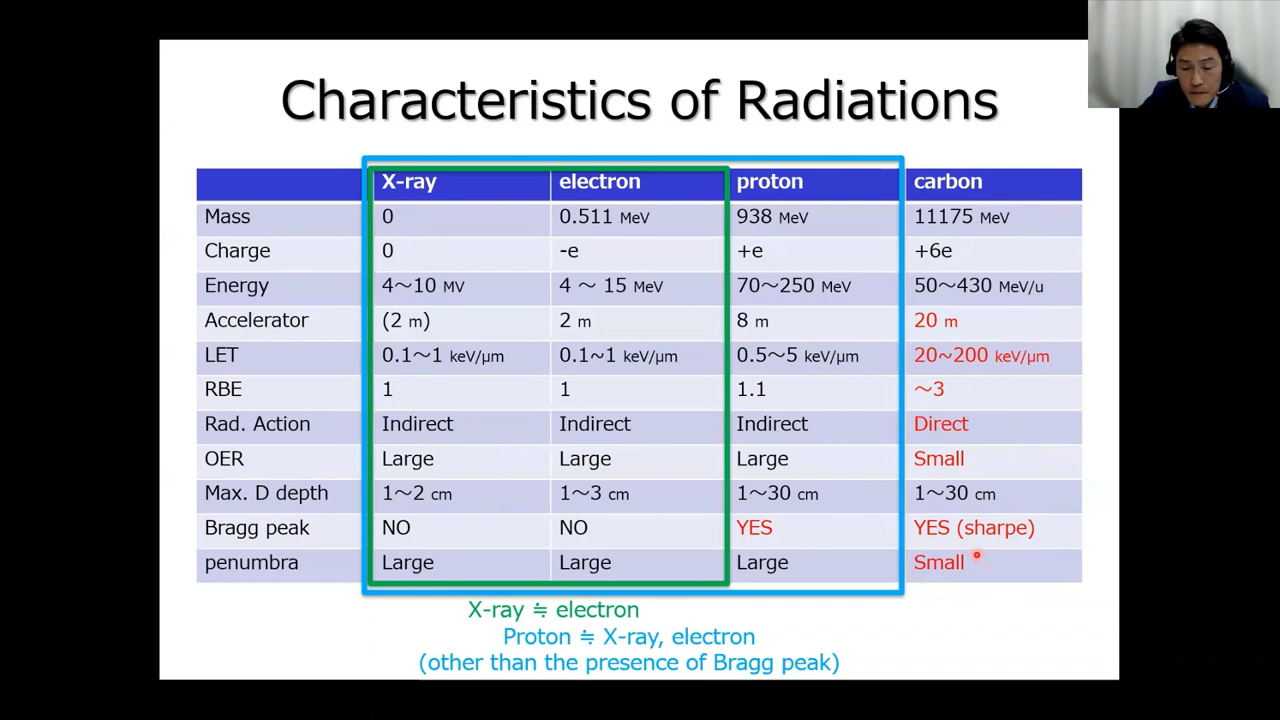 Characteristics of Radiations
X-ray electron proton carbon
Mass 0 0.511 MeV 938 MeV 11175 MeV
Charge 0 -e +e +6e
Energy 4～10 MV 4 ～ 15 MeV 70～250 MeV 50～430 MeV/u
Accelerator (2 m) 2 m 8 m 20 m
LET 0.1～1 keV/μm 0.1~1 keV/μm 0.5～5 keV/μm 20~200 keV/μm
RBE 1 1 1.1 ～3
Rad. Action Indirect Indirect Indirect Direct
OER Large Large Large Small
Max. D depth 1～2 cm 1～3 cm 1～30 cm 1～30 cm
Bragg peak NO NO YES YES (sharpe)
penumbra Large Large Large Small
X-ray ≒ electron
Proton ≒ X-ray, electron
(other than the presence of Bragg peak)